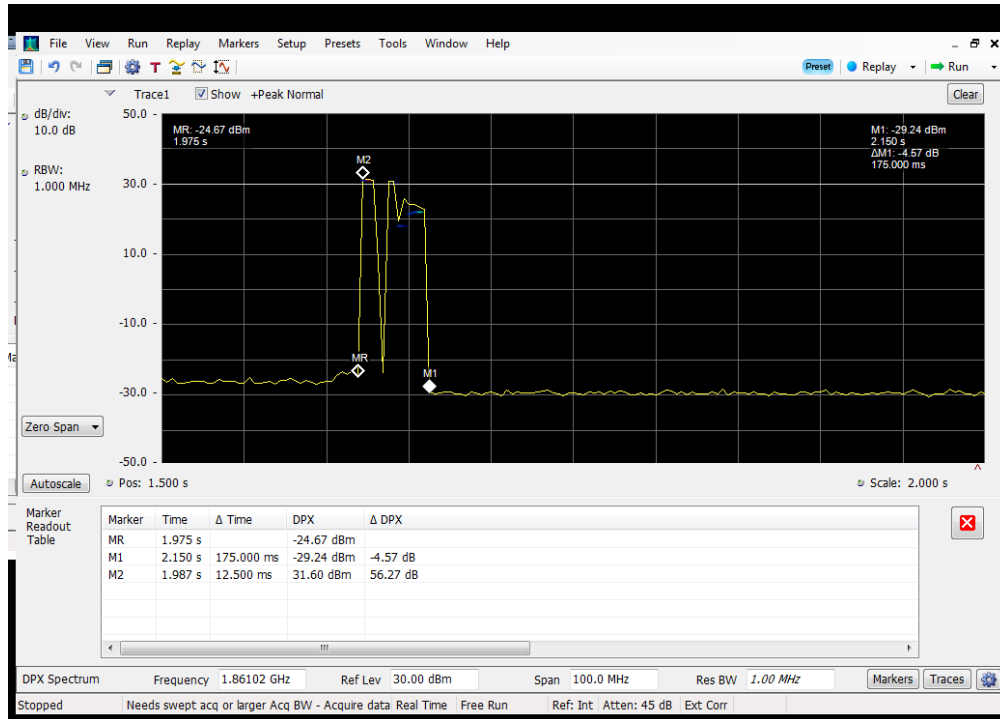 File View Run Replay Markers Setup Presets Tools Window Help
Preset Replay Run
Trace1 Show +Peak Normal Clear
dB/div:
10.0 dB
RBW:
1.000 MHz
50.0
30.0
10.0
-10.0
-30.0
-50.0
MR: -24.67 dBm
1.975 s
M1: -29.24 dBm
2.150 s
ΔM1: -4.57 dB
175.000 ms
M2
MR
M1
Zero Span
Autoscale Pos: 1.500 s Scale: 2.000 s
Marker
Readout
Table
Marker Time Δ Time DPX Δ DPX
MR 1.975 s -24.67 dBm
M1 2.150 s 175.000 ms -29.24 dBm -4.57 dB
M2 1.987 s 12.500 ms 31.60 dBm 56.27 dB
DPX Spectrum Frequency 1.86102 GHz Ref Lev 30.00 dBm Span 100.0 MHz Res BW 1.00 MHz Markers Traces
Stopped Needs swept acq or larger Acq BW - Acquire data Real Time Free Run Ref: Int Atten: 45 dB Ext Corr